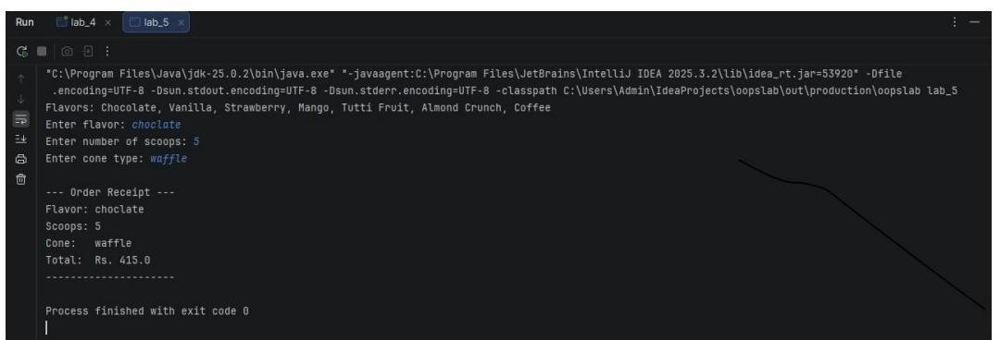 Run lab_4 × lab_5 ×
"C:\Program Files\Java\jdk-25.0.2\bin\java.exe" "-javaagent:C:\Program Files\JetBrains\IntelliJ IDEA 2025.3.2\lib\idea_rt.jar=53920" -Dfile
.encoding=UTF-8 -Dsun.stdout.encoding=UTF-8 -Dsun.stderr.encoding=UTF-8 -classpath C:\Users\Admin\IdeaProjects\oopslab\out\production\oopslab lab_5
Flavors: Chocolate, Vanilla, Strawberry, Mango, Tutti Fruit, Almond Crunch, Coffee
Enter flavor: choclate
Enter number of scoops: 5
Enter cone type: waffle
--- Order Receipt ---
Flavor: choclate
Scoops: 5
Cone:   waffle
Total:  Rs. 415.0
---------------------
Process finished with exit code 0